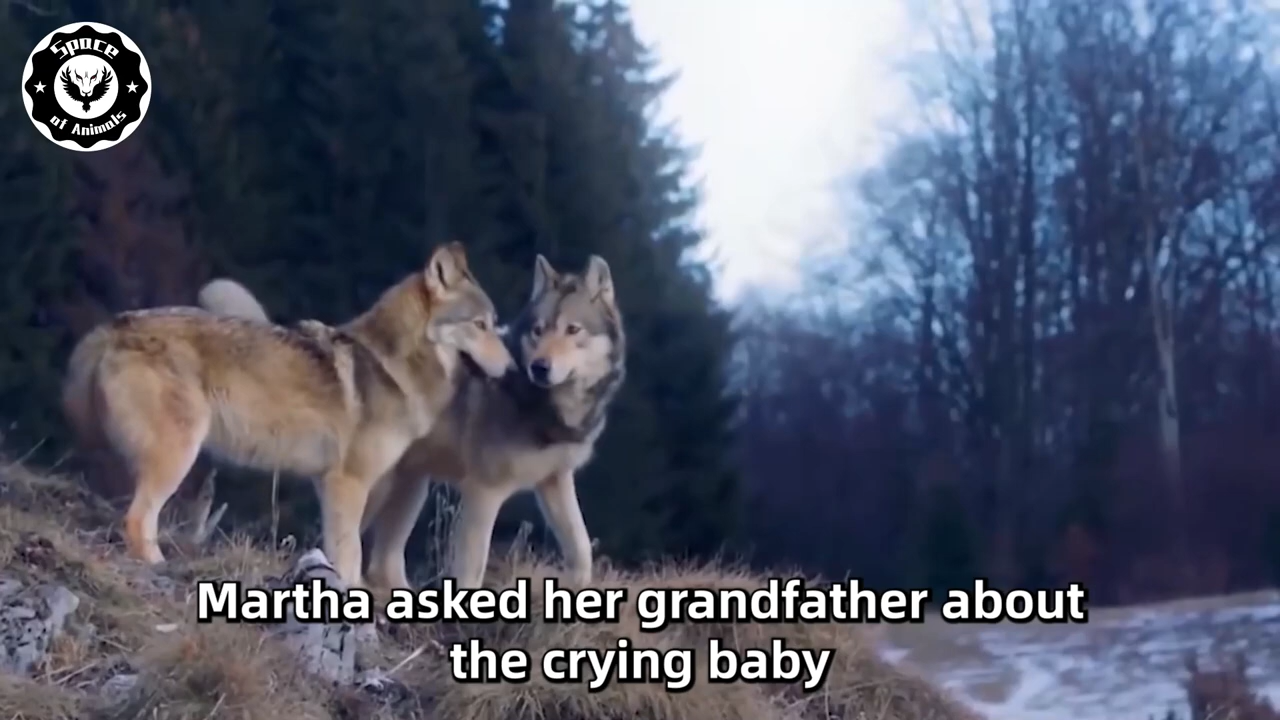 Space
of Animals
Martha asked her grandfather about
the crying baby